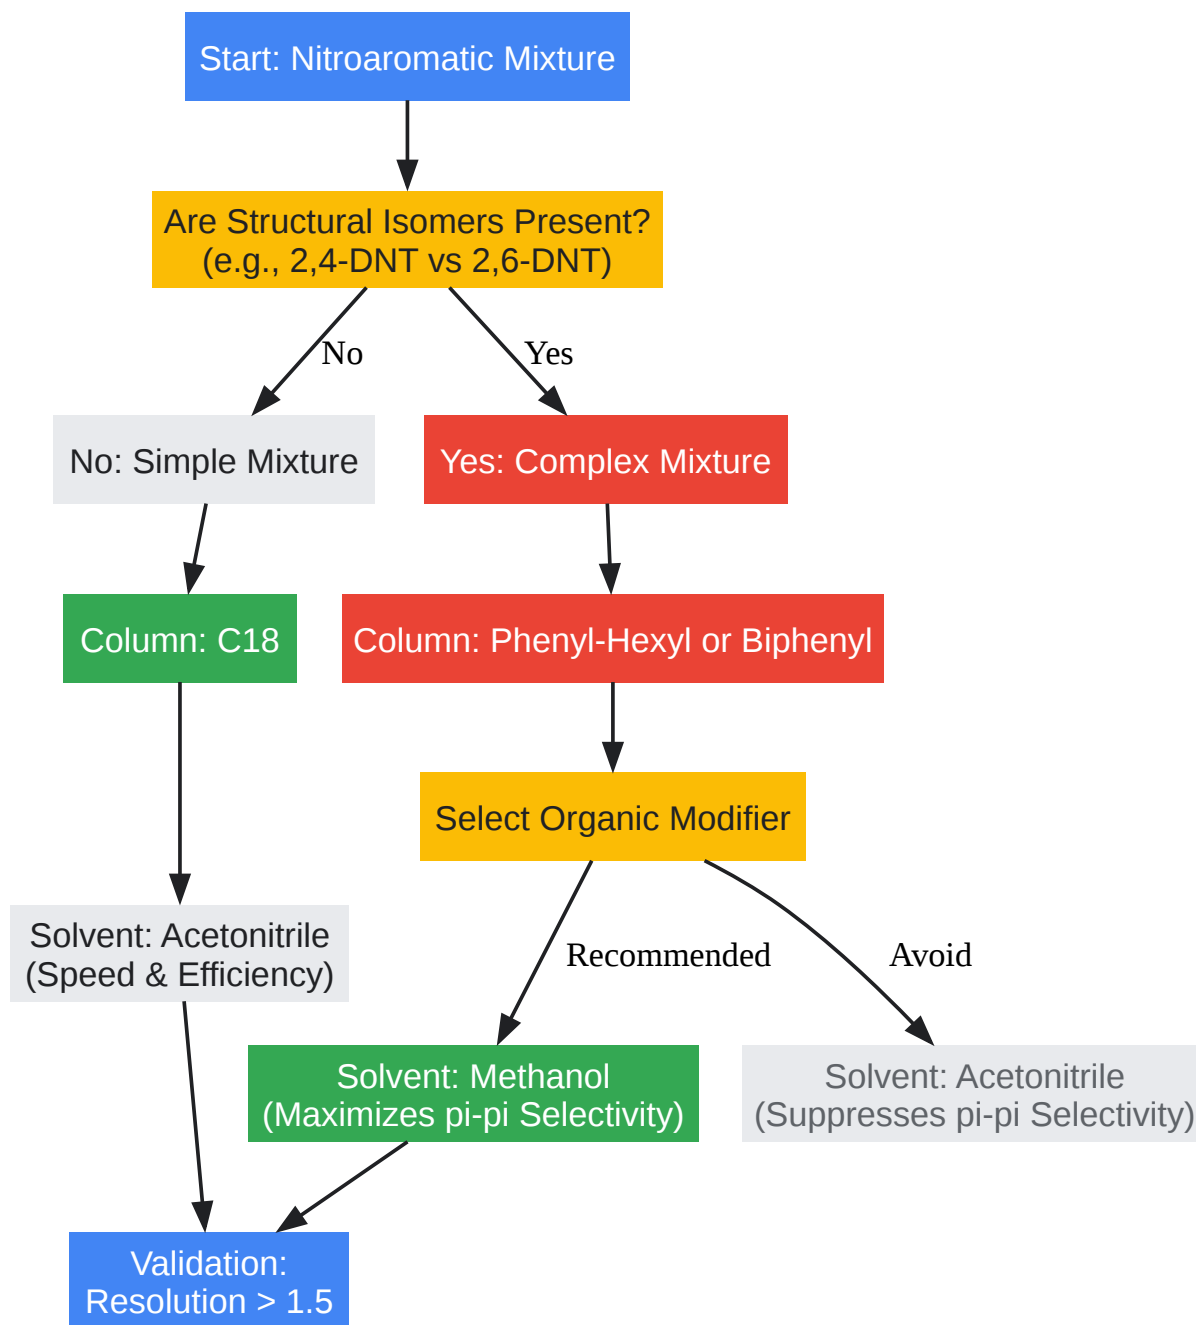 Start: Nitroaromatic Mixture
Are Structural Isomers Present?
(e.g., 2,4-DNT vs 2,6-DNT)
No
Yes
No: Simple Mixture
Yes: Complex Mixture
Column: C18
Column: Phenyl-Hexyl or Biphenyl
Select Organic Modifier
Solvent: Acetonitrile
(Speed & Efficiency)
Recommended
Avoid
Solvent: Methanol
(Maximizes pi-pi Selectivity)
Solvent: Acetonitrile
(Suppresses pi-pi Selectivity)
Validation:
Resolution > 1.5